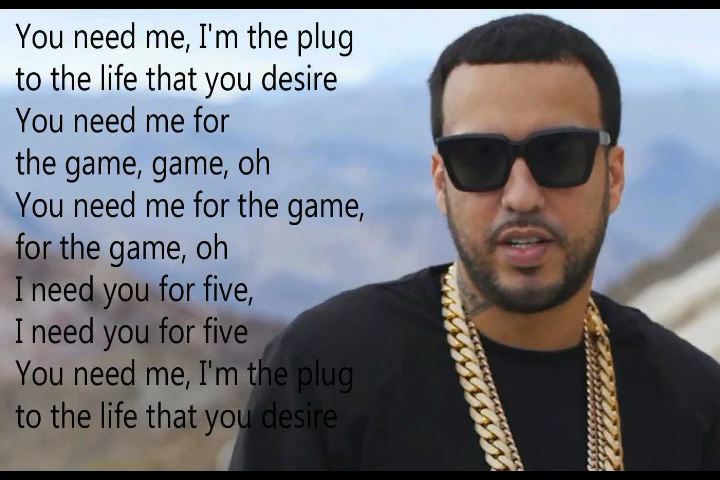 You need me, I'm the plug
to the life that you desire
You need me for
the game, game, oh
You need me for the game,
for the game, oh
I need you for five,
I need you for five
You need me, I'm the plug
to the life that you desire